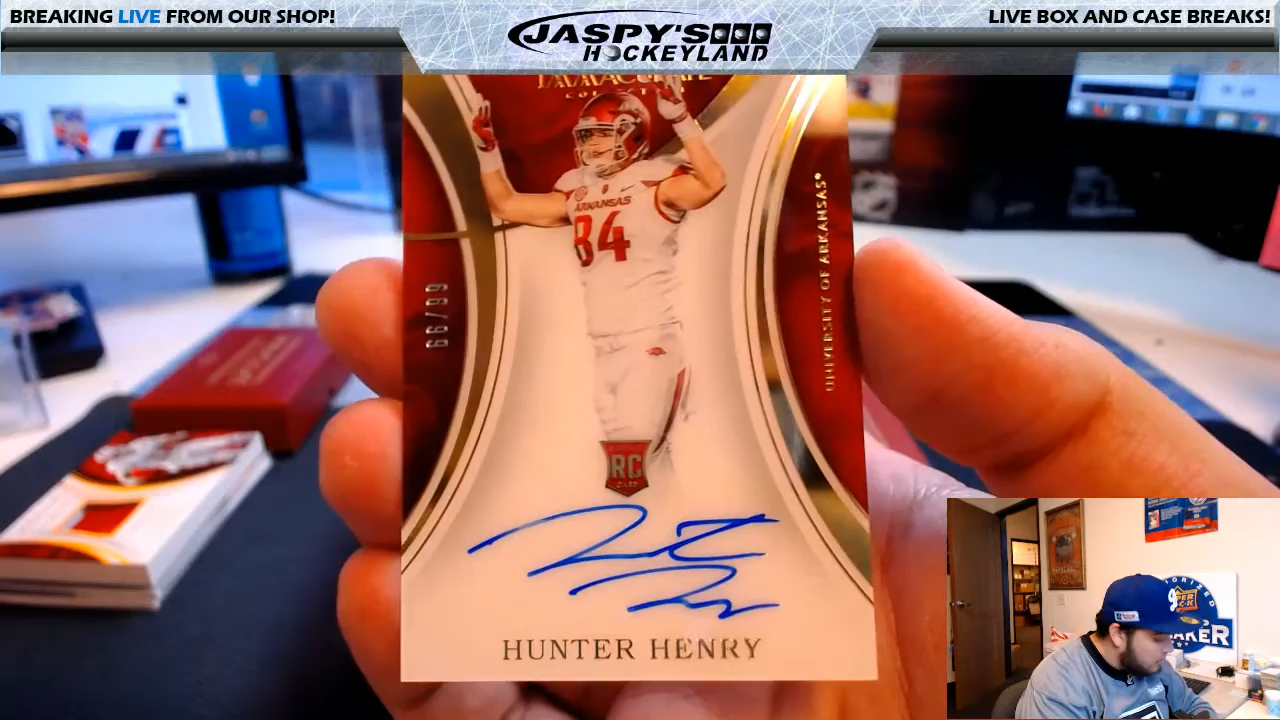 BREAKING LIVE FROM OUR SHOP!
JASPY'S
HOCKEYLAND
LIVE BOX AND CASE BREAKS!
IMMACULATE
ARKANSAS
84
66/99
UNIVERSITY OF ARKANSAS
RC
HUNTER HENRY